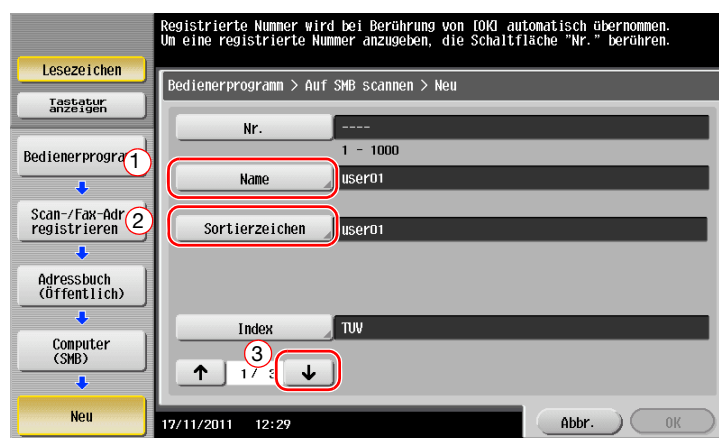 Registrierte Nummer wird bei Berührung von [OK] automatisch übernommen.
Um eine registrierte Nummer anzugeben, die Schaltfläche "Nr." berühren.
Lesezeichen
Tastatur
anzeigen
Bedienerprogra
1
Scan-/Fax-Adr
registrieren
2
Adressbuch
(Öffentlich)
Computer
(SMB)
Neu
Bedienerprogramm > Auf SMB scannen > Neu
Nr.
----
1 - 1000
Name
user01
Sortierzeichen
user01
Index
TUV
3
↑
1/ 3
↓
17/11/2011 12:29
Abbr.
OK